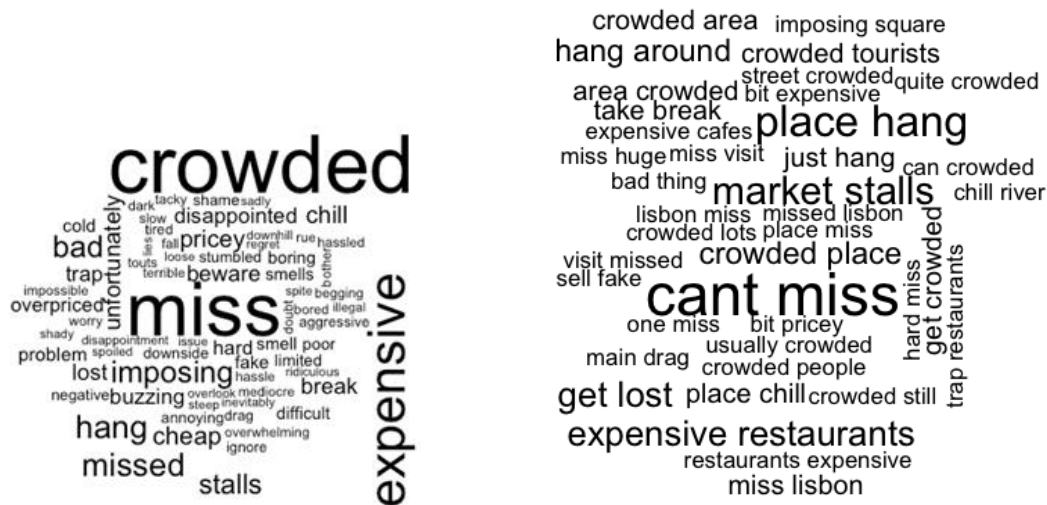 crowded
dark tacky shame sadly
slow disappointed chill
cold
tired
unfortunately
bad
lies fall pricey downhill rue hassled
regret
loose stumbled boring
touts
trap terrible beware smells bother
impossible
overpriced miss spite begging
doubt bored illegal
worry aggressive
shady
disappointment issue hard smell poor
problem spoiled downside fake limited
lost imposing hassle ridiculous
break
negative buzzing overlook mediocre
steep inevitably
annoying drag difficult
hang cheap overwhelming
ignore
missed
stalls
expensive
crowded area imposing square
hang around crowded tourists
street crowded quite crowded
area crowded bit expensive
take break place hang
expensive cafes
miss huge miss visit just hang can crowded
bad thing market stalls chill river
lisbon miss missed lisbon
crowded lots place miss
visit missed crowded place
sell fake cant miss
one miss bit pricey
usually crowded
main drag crowded people
hard miss
get crowded
trap restaurants
get lost place chill crowded still
expensive restaurants
restaurants expensive
miss lisbon